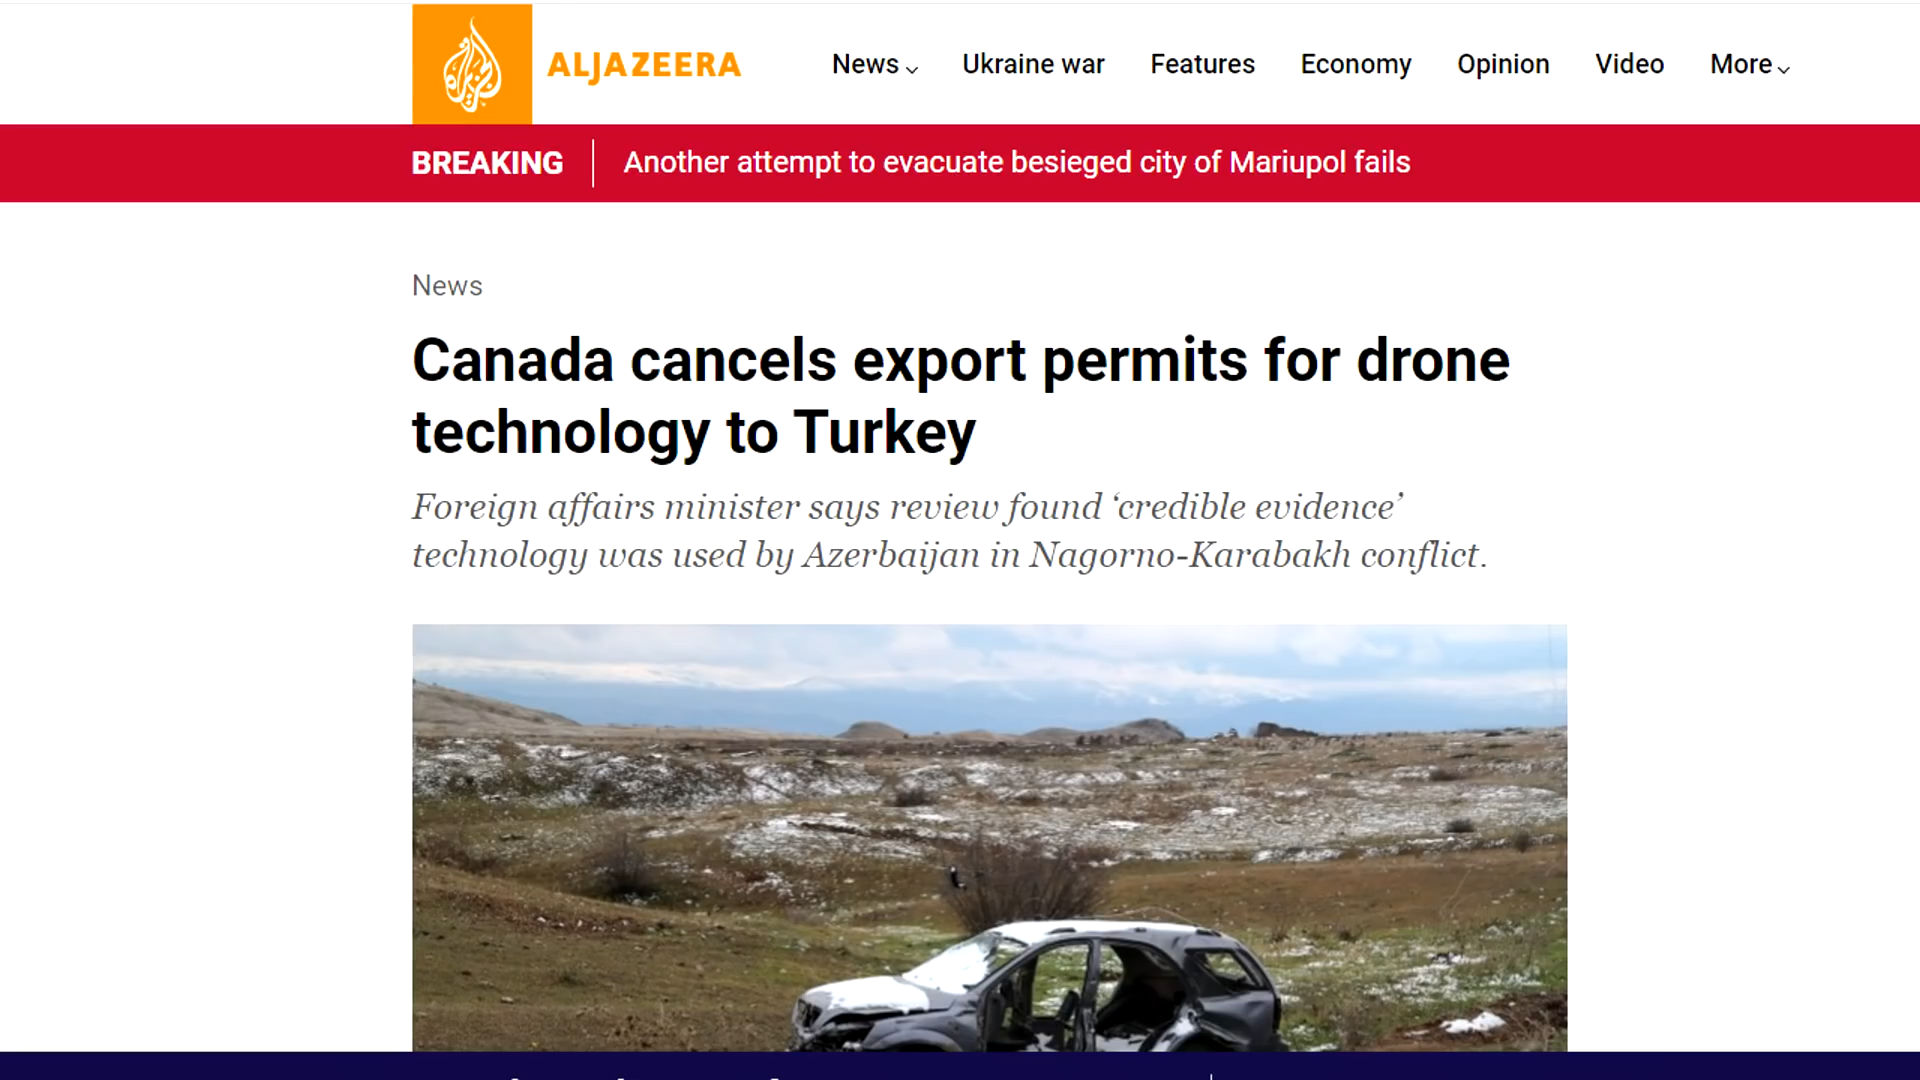 ALJAZEERA
News
Ukraine war
Features
Economy
Opinion
Video
More
BREAKING
Another attempt to evacuate besieged city of Mariupol fails
News
Canada cancels export permits for drone
technology to Turkey
Foreign affairs minister says review found ‘credible evidence’
technology was used by Azerbaijan in Nagorno-Karabakh conflict.